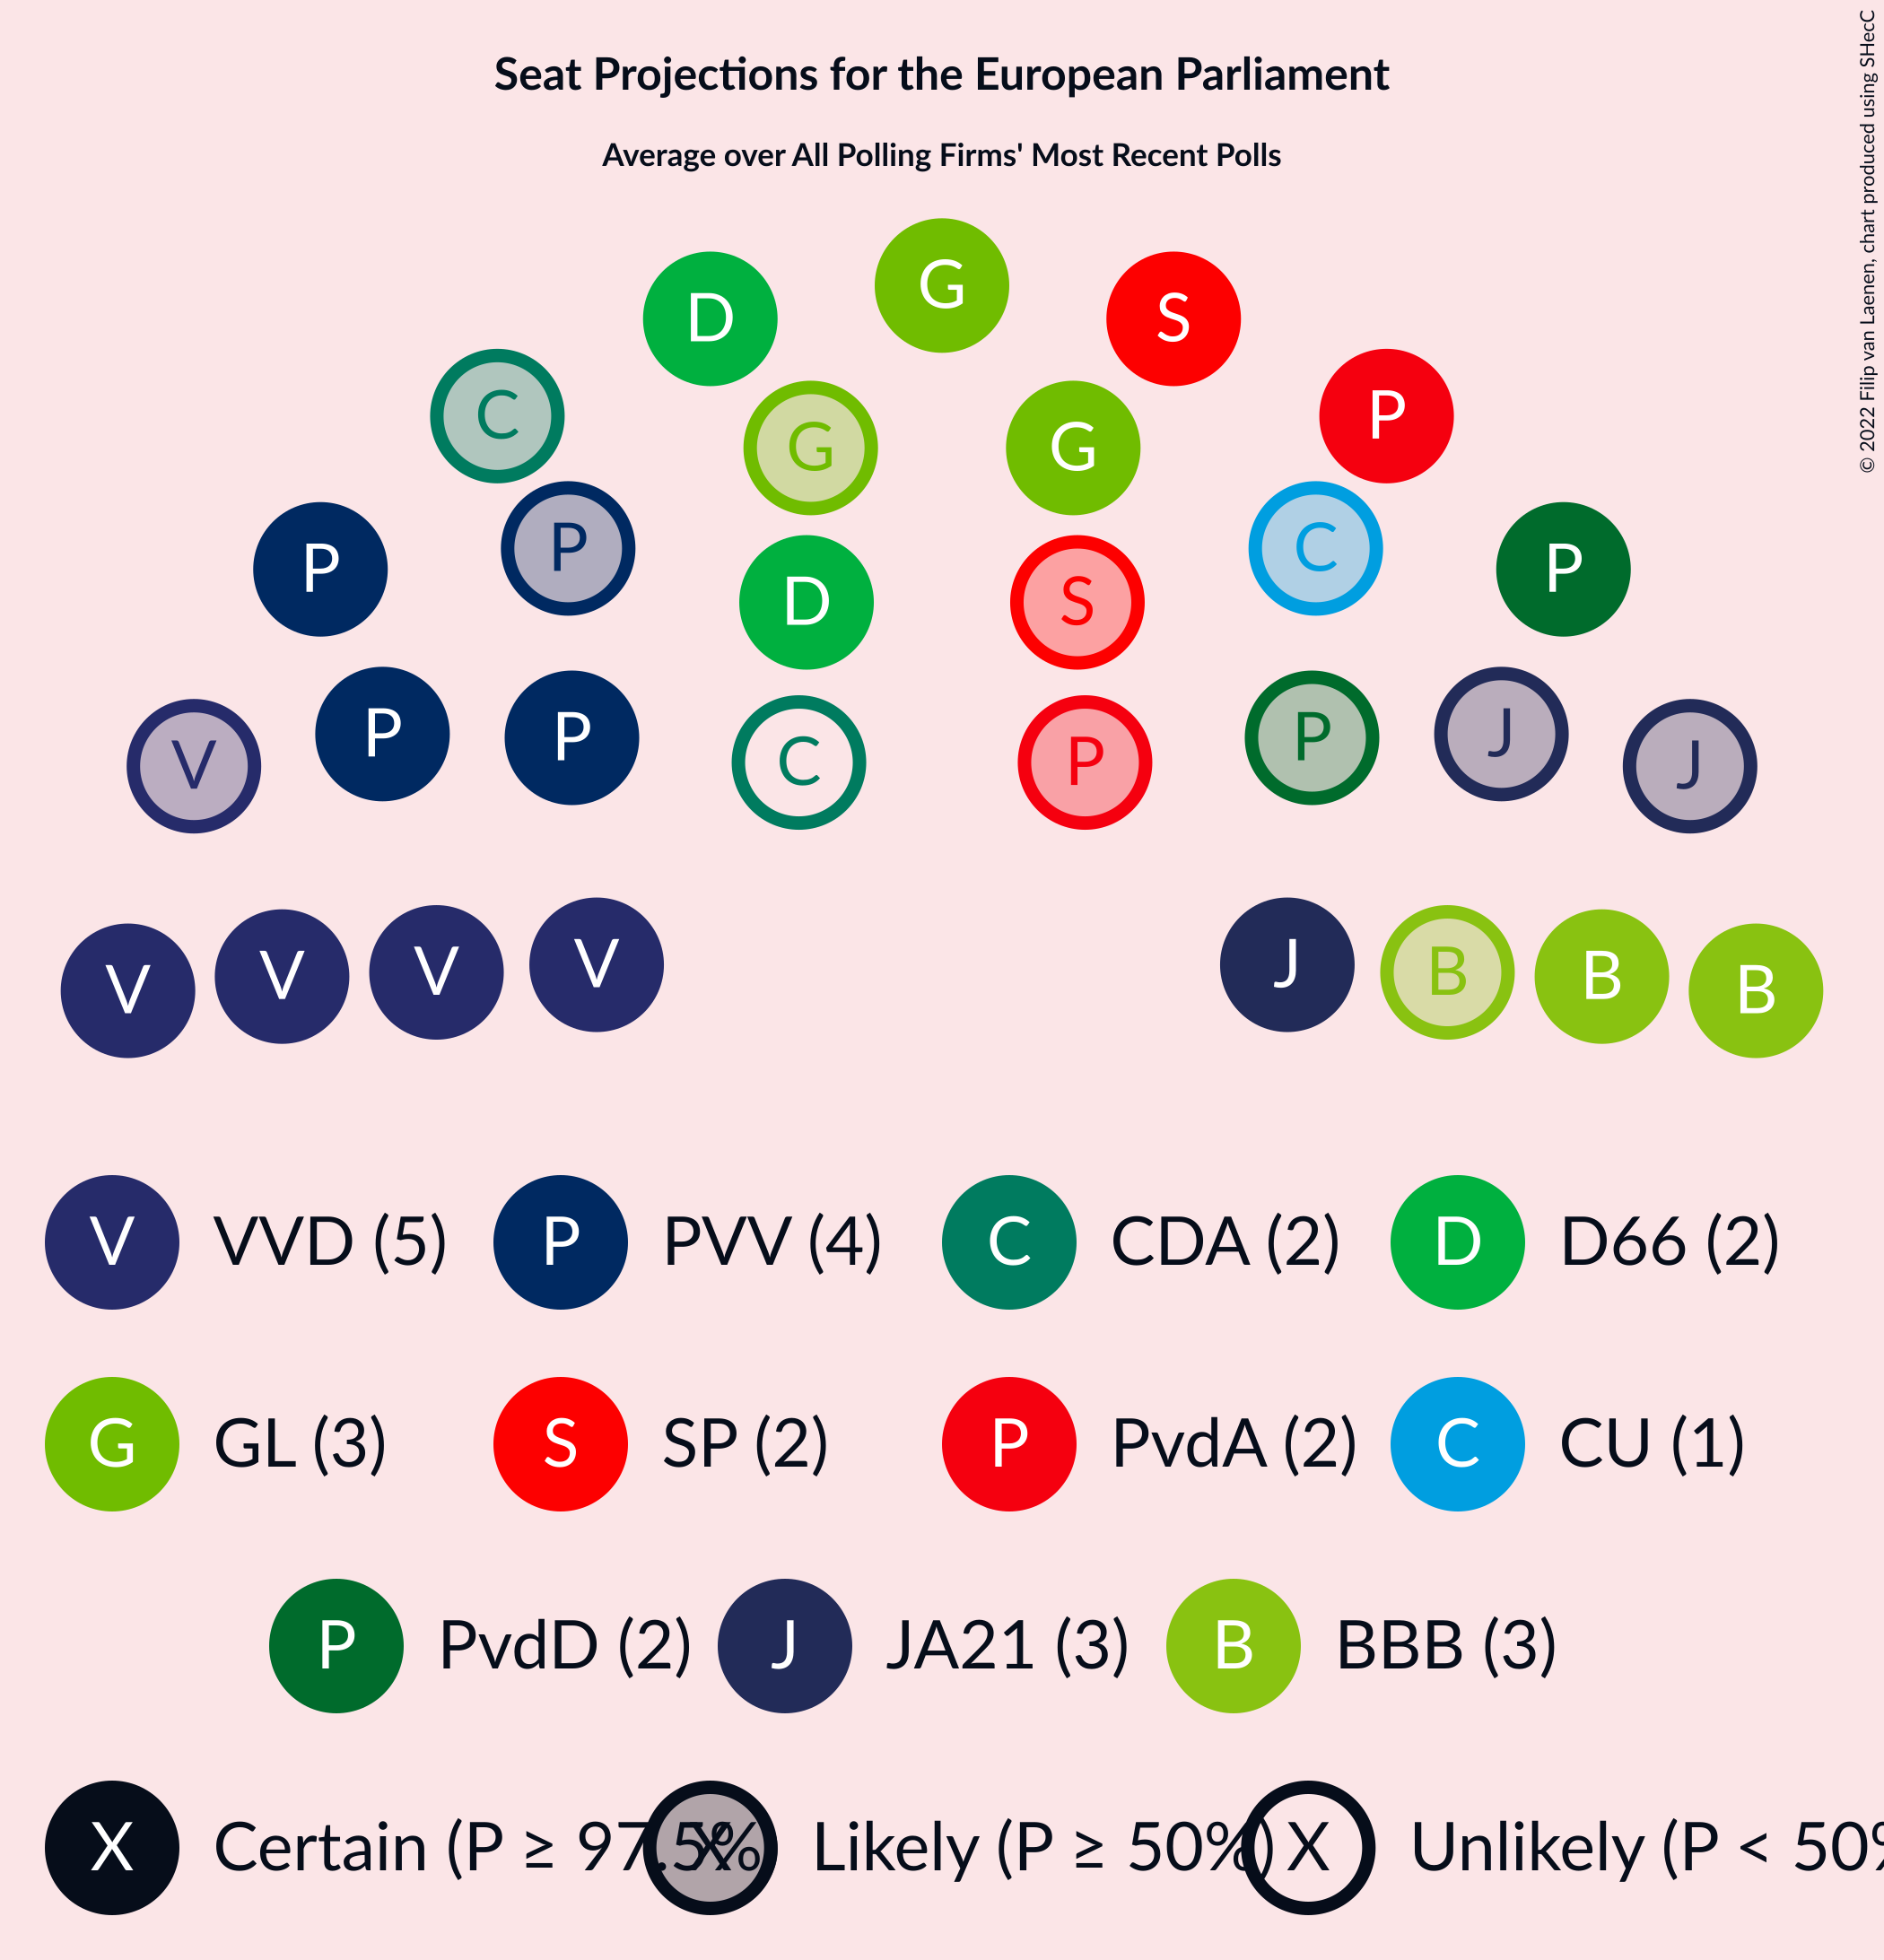 Seat Projections for the European Parliament
Average over All Polling Firms' Most Recent Polls
© 2022 Filip van Laenen, chart produced using SHecC
G
D S
C P
G G
P P C P
D S
V P P C P P J J
V V V V J B B B
V VVD (5) P PVV (4) C CDA (2) D D66 (2)
G GL (3) S SP (2) P PvdA (2) C CU (1)
P PvdD (2) J JA21 (3) B BBB (3)
X Certain (P ≥ 97.5% X Likely (P ≥ 50%) X Unlikely (P < 50%